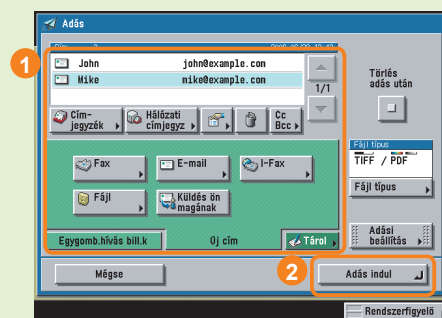 Adás
1
John john@example.com
Mike mike@example.com
1/1
Törlés
adás után
Cím-
jegyzék
Hálózati
címjegyz
Cc
Bcc
Fájl típus
TIFF / PDF
Fájl típus
Fax
E-mail
I-Fax
Fájl
Küldés ön
magának
Adási
beállítás
Egygomb.hívás bill.k
Új cím
Tárol
2
Mégse
Adás indul
Rendszerfigyelő